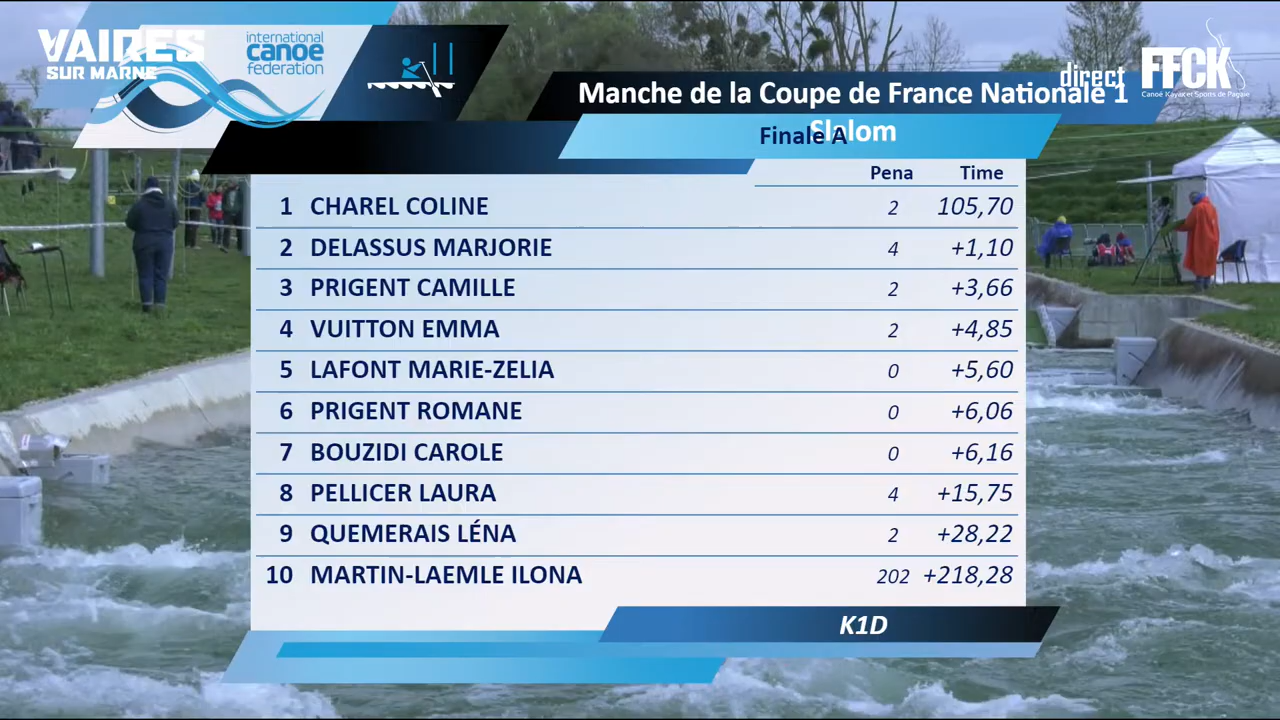 VAIRES
SUR MARNE
international
canoe
federation
direct
FFCK
Canoë Kayak et Sports de Pagaie
Manche de la Coupe de France Nationale 1
Slalom
Finale A
Pena Time
1 CHAREL COLINE 2 105,70
2 DELASSUS MARJORIE 4 +1,10
3 PRIGENT CAMILLE 2 +3,66
4 VUITTON EMMA 2 +4,85
5 LAFONT MARIE-ZELIA 0 +5,60
6 PRIGENT ROMANE 0 +6,06
7 BOUZIDI CAROLE 0 +6,16
8 PELLICER LAURA 4 +15,75
9 QUEMERAIS LÉNA 2 +28,22
10 MARTIN-LAEMLE ILONA 202 +218,28
K1D